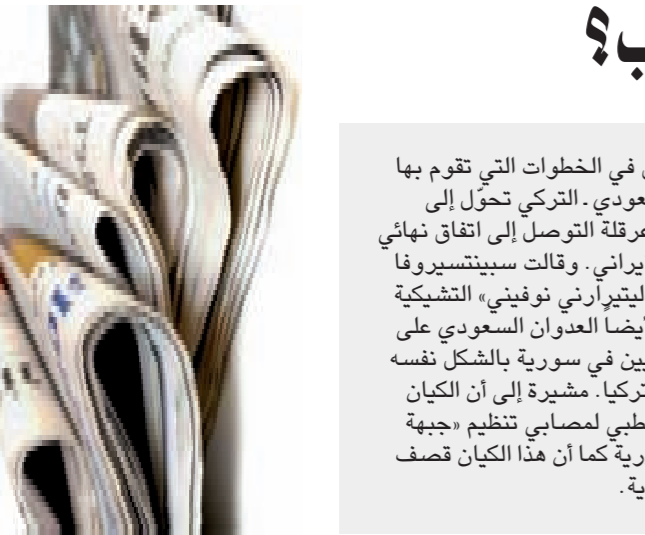 ب؟
في الخطوات التي تقوم بها
عودي ـ التركي تحوّل إلى
عرقلة التوصل إلى اتفاق نهائي
يراني. وقالت سبينتسيروفا
ليتيرارني نوفيني» التشيكية
أيضاً العدوان السعودي على
يين في سورية بالشكل نفسه
تركيا. مشيرة إلى أن الكيان
طبي لمصابي تنظيم «جبهة
رية كما أن هذا الكيان قصف
ية.